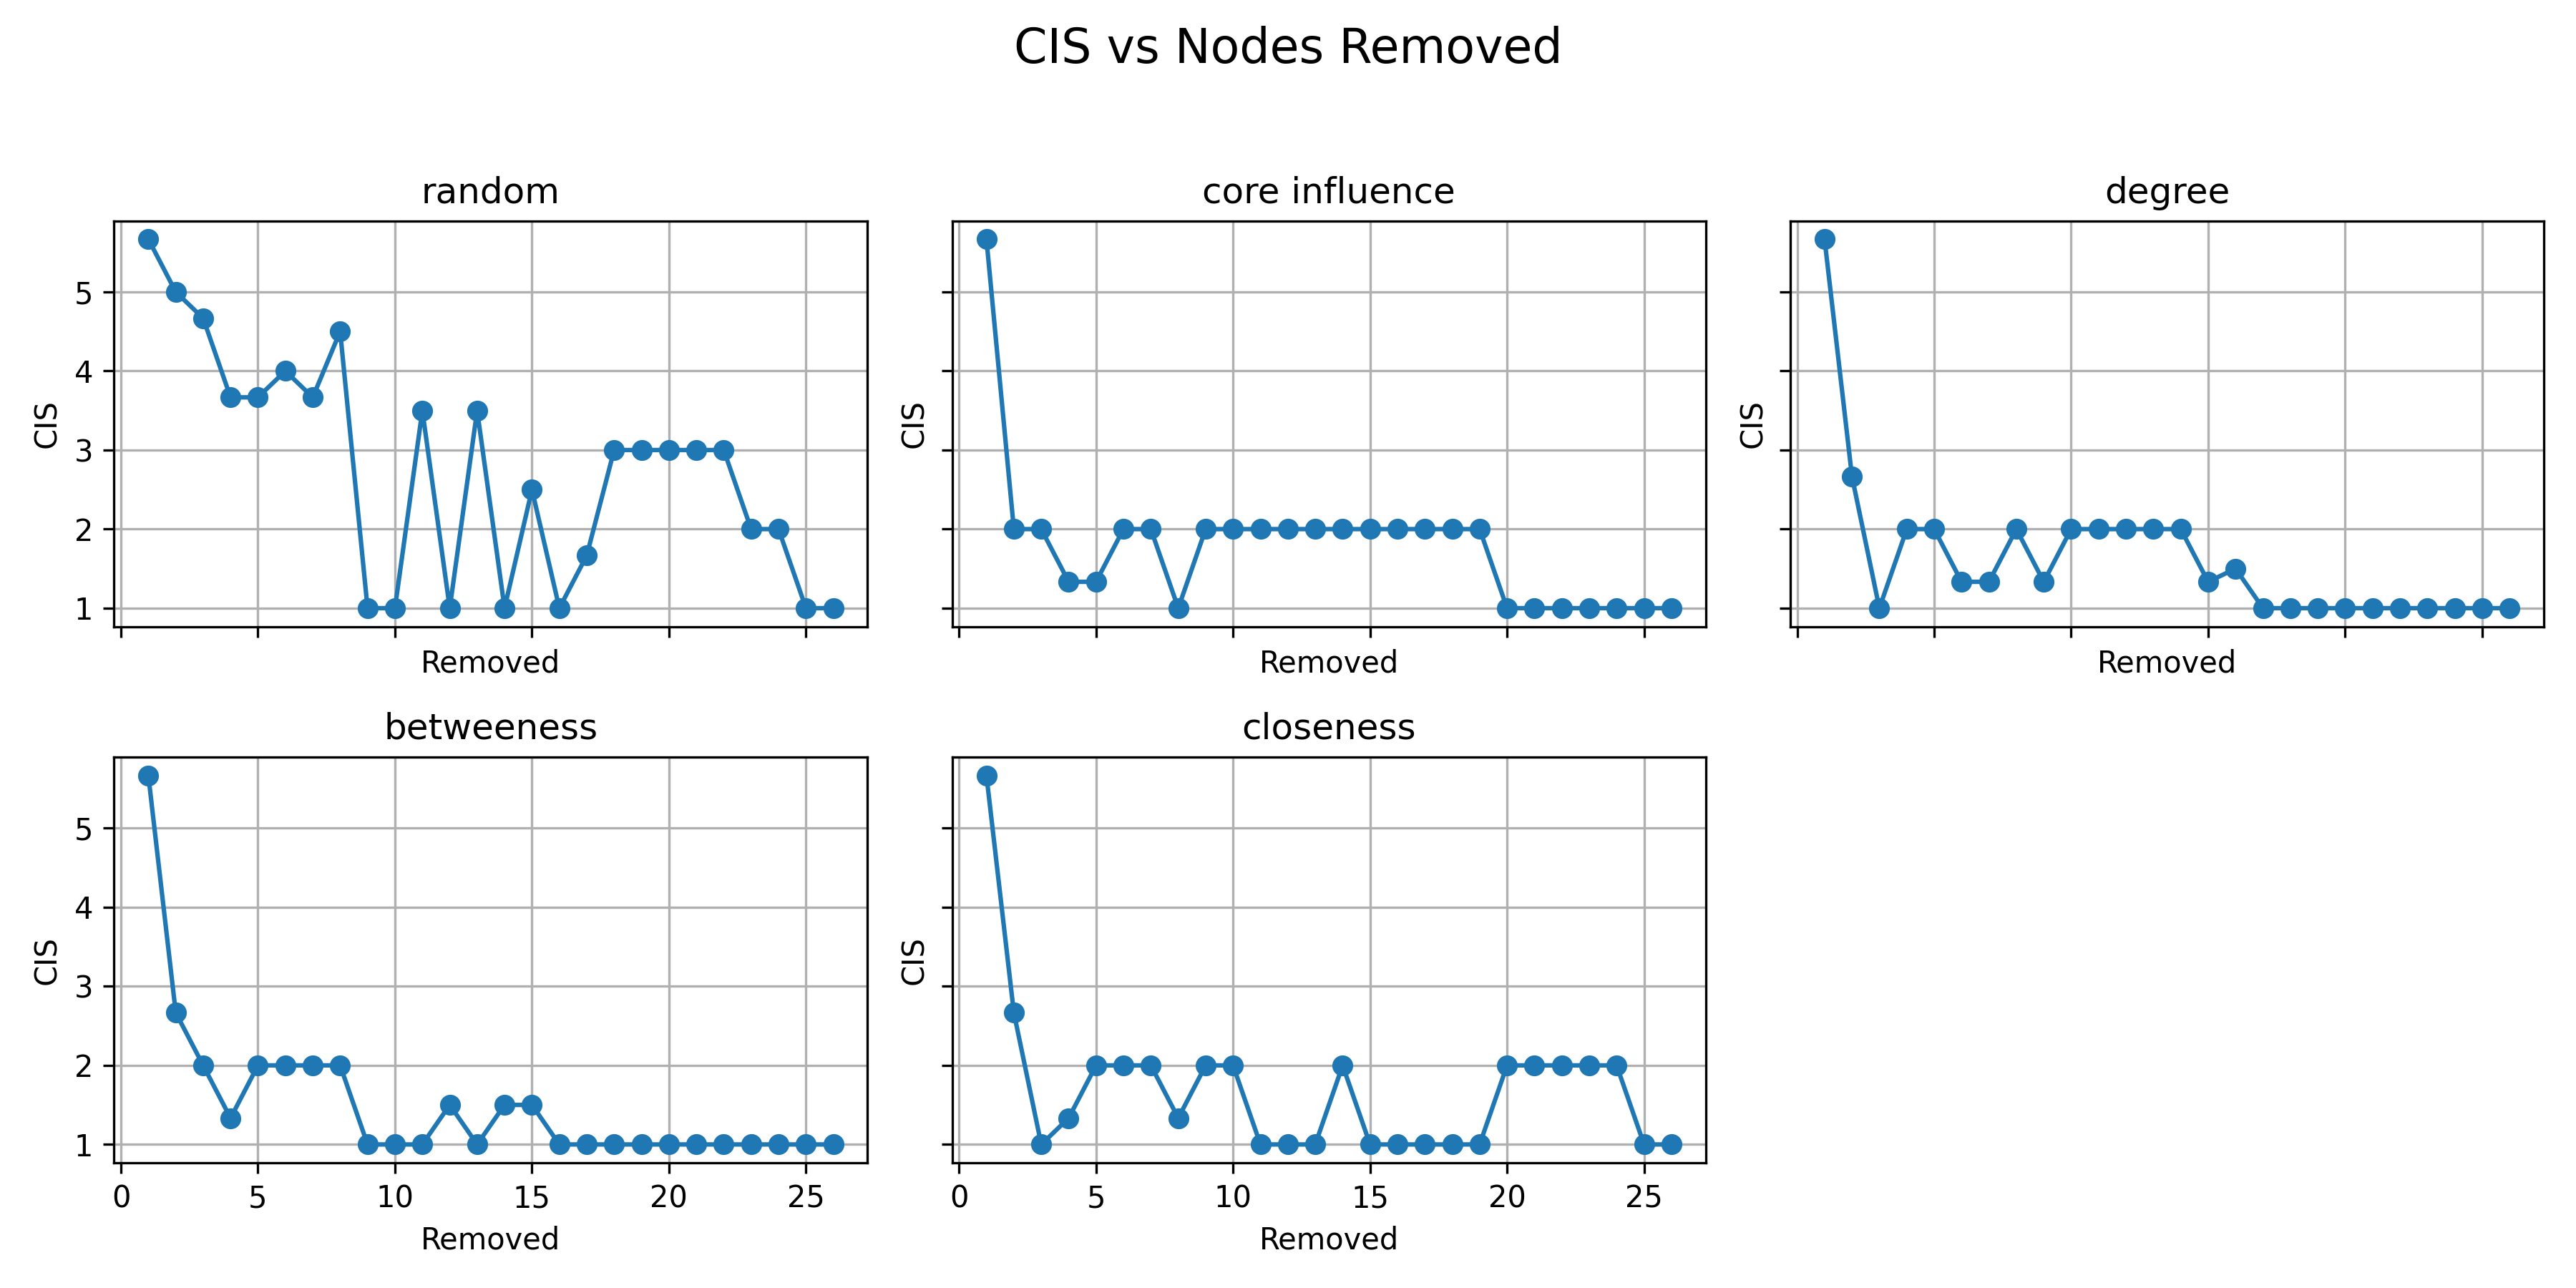 CIS vs Nodes Removed
random
core influence
degree
5
4
3
2
1
CIS
CIS
CIS
Removed
Removed
Removed
betweeness
closeness
5
4
3
2
1
CIS
CIS
0 5 10 15 20 25
0 5 10 15 20 25
Removed
Removed